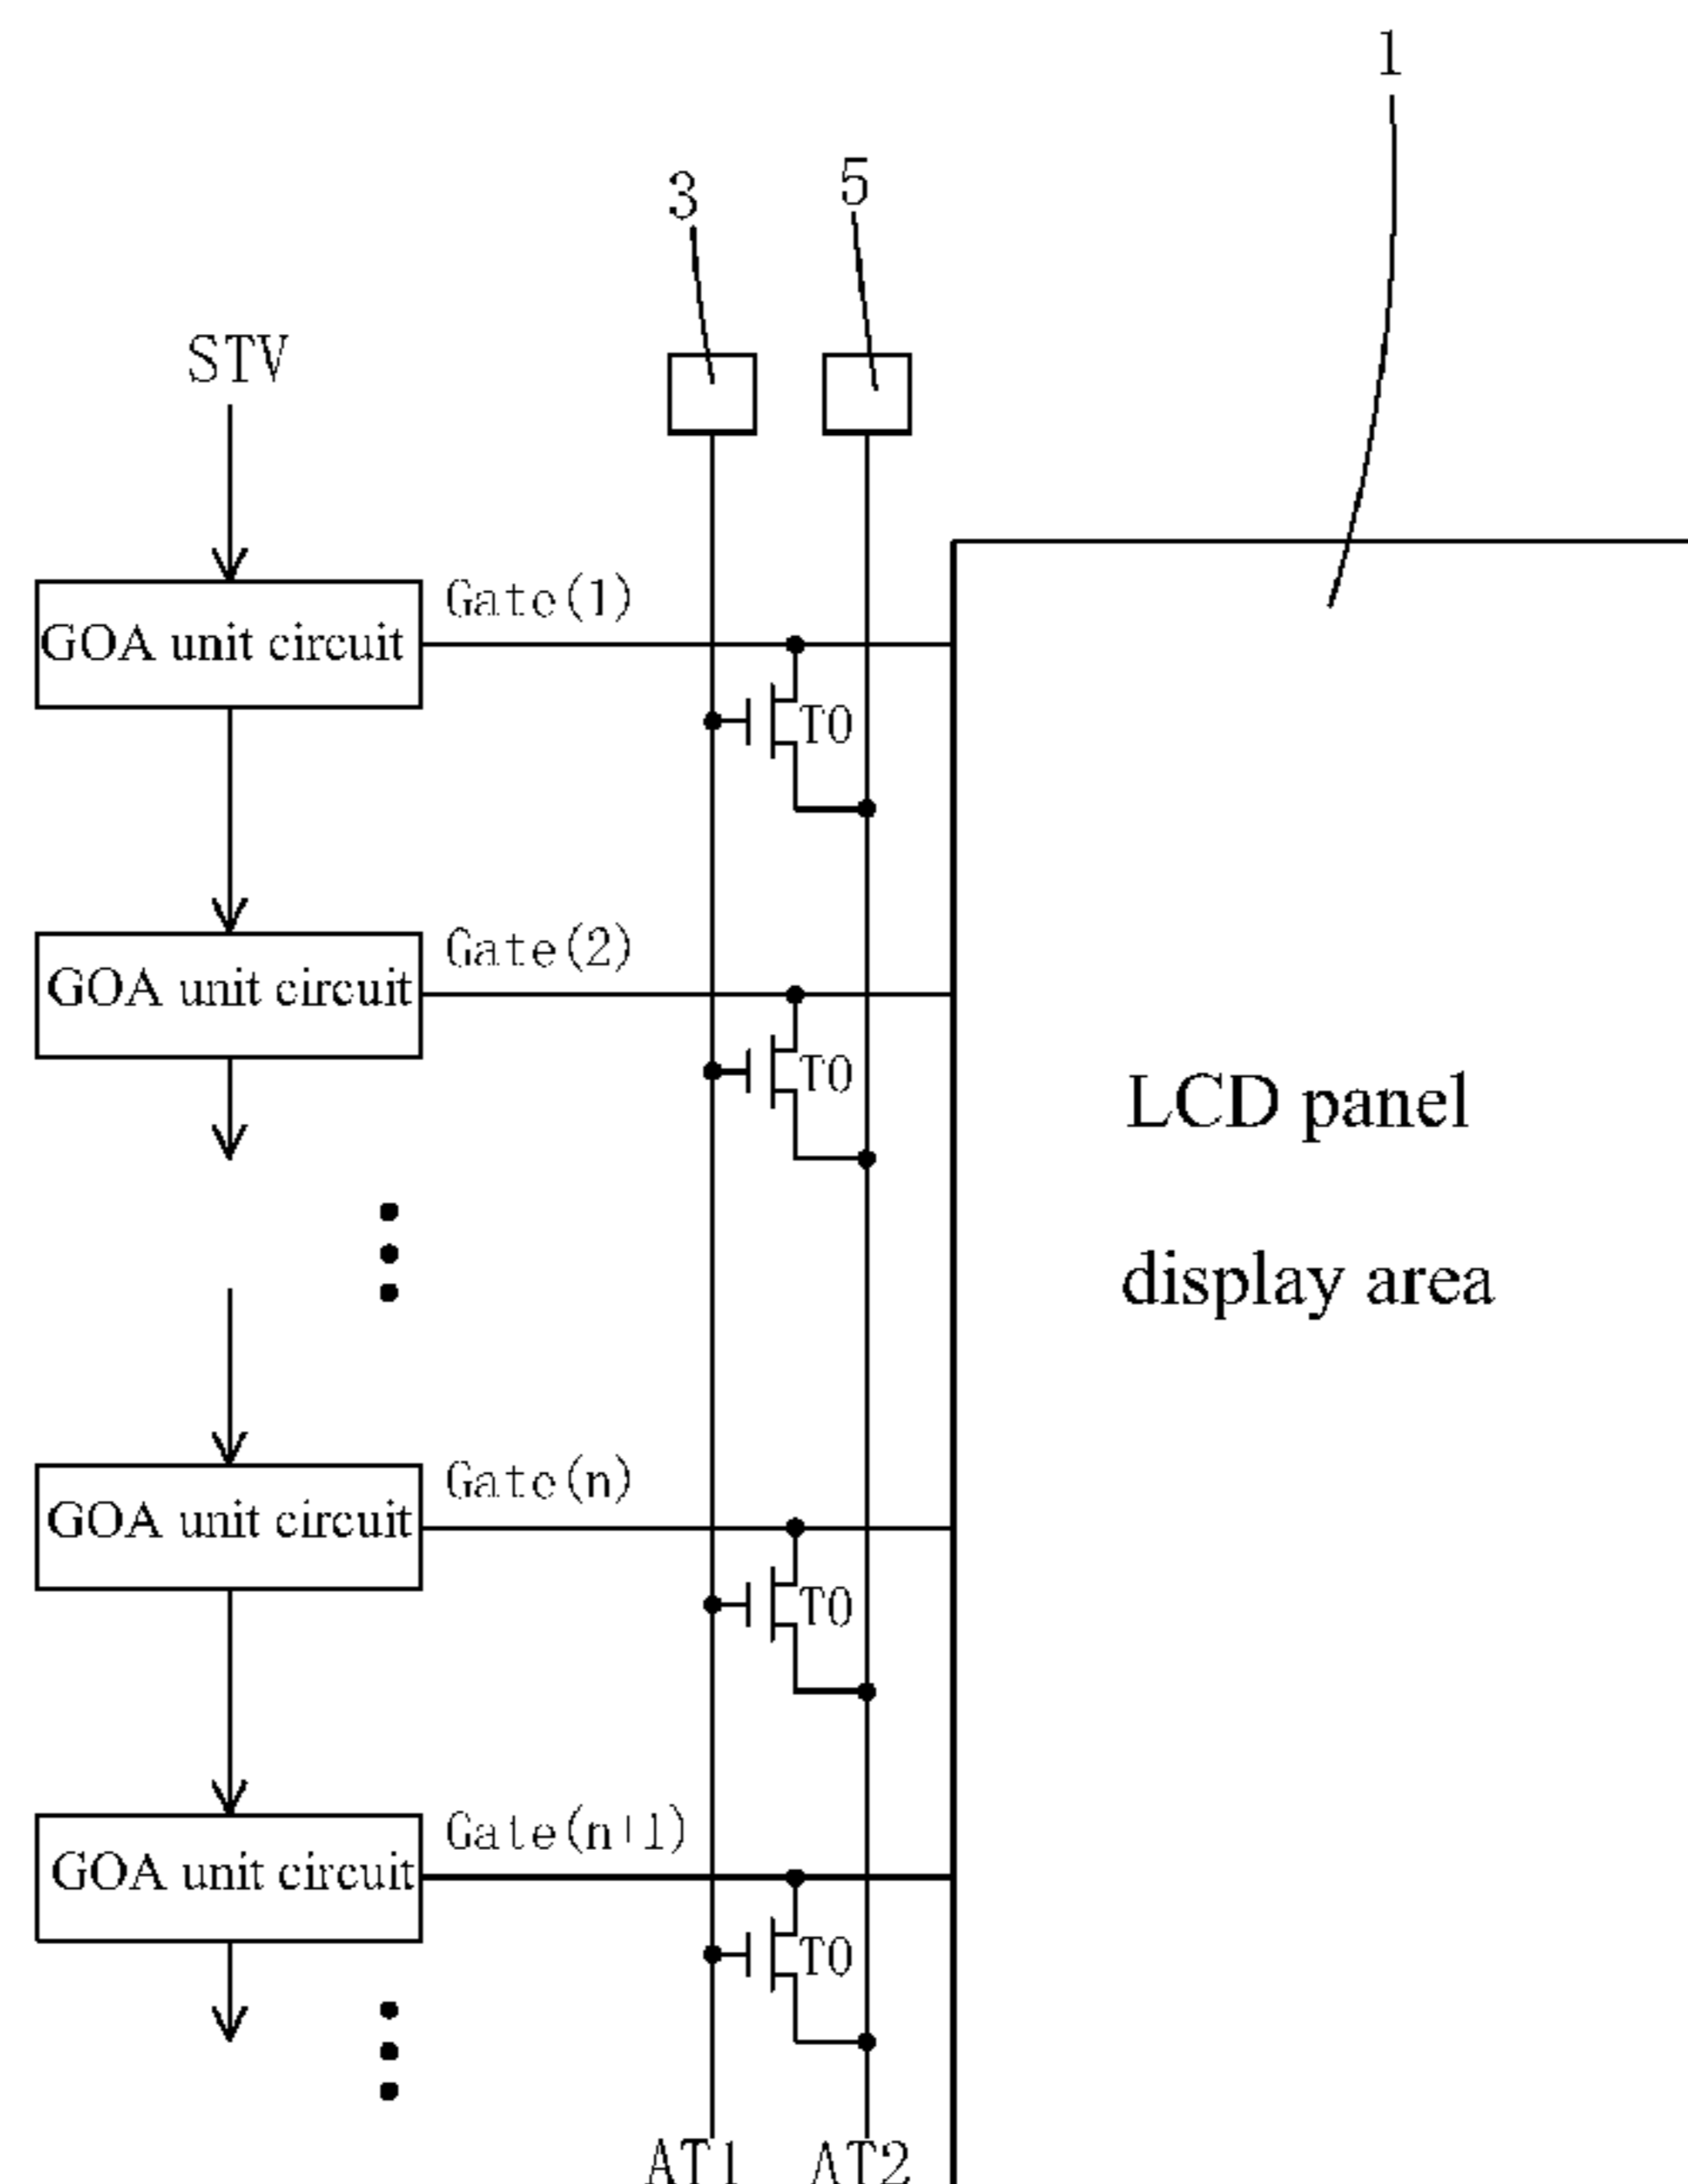 1
3
5
STV
Gate(1)
GOA unit circuit
T0
Gate(2)
GOA unit circuit
T0
LCD panel
display area
Gate(n)
GOA unit circuit
T0
Gate(n+1)
GOA unit circuit
T0
AT1 AT2